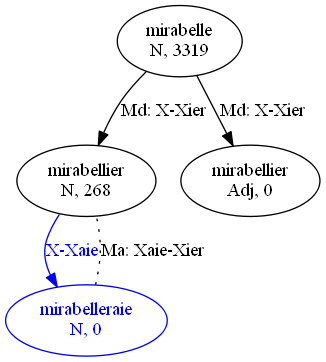 mirabelle
N, 3319
Md: X-Xier
Md: X-Xier
mirabellier
N, 268
mirabellier
Adj, 0
X-Xaie
Ma: Xaie-Xier
mirabelleraie
N, 0